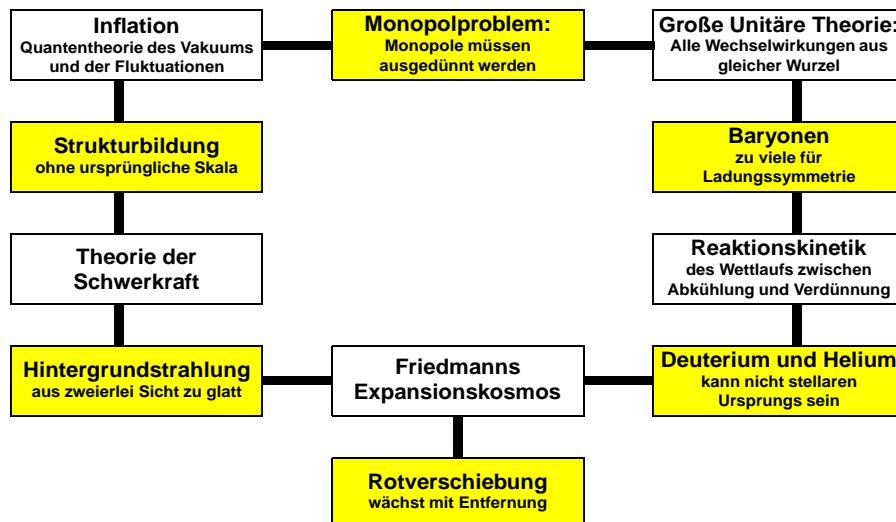 Inflation
Quantentheorie des Vakuums
und der Fluktuationen
Monopolproblem:
Monopole müssen
ausgedünnt werden
Große Unitäre Theorie:
Alle Wechselwirkungen aus
gleicher Wurzel
Strukturbildung
ohne ursprüngliche Skala
Baryonen
zu viele für
Ladungssymmetrie
Theorie der
Schwerkraft
Reaktionskinetik
des Wettlaufs zwischen
Abkühlung und Verdünnung
Hintergrundstrahlung
aus zweierlei Sicht zu glatt
Friedmanns
Expansionskosmos
Deuterium und Helium
kann nicht stellaren
Ursprungs sein
Rotverschiebung
wächst mit Entfernung